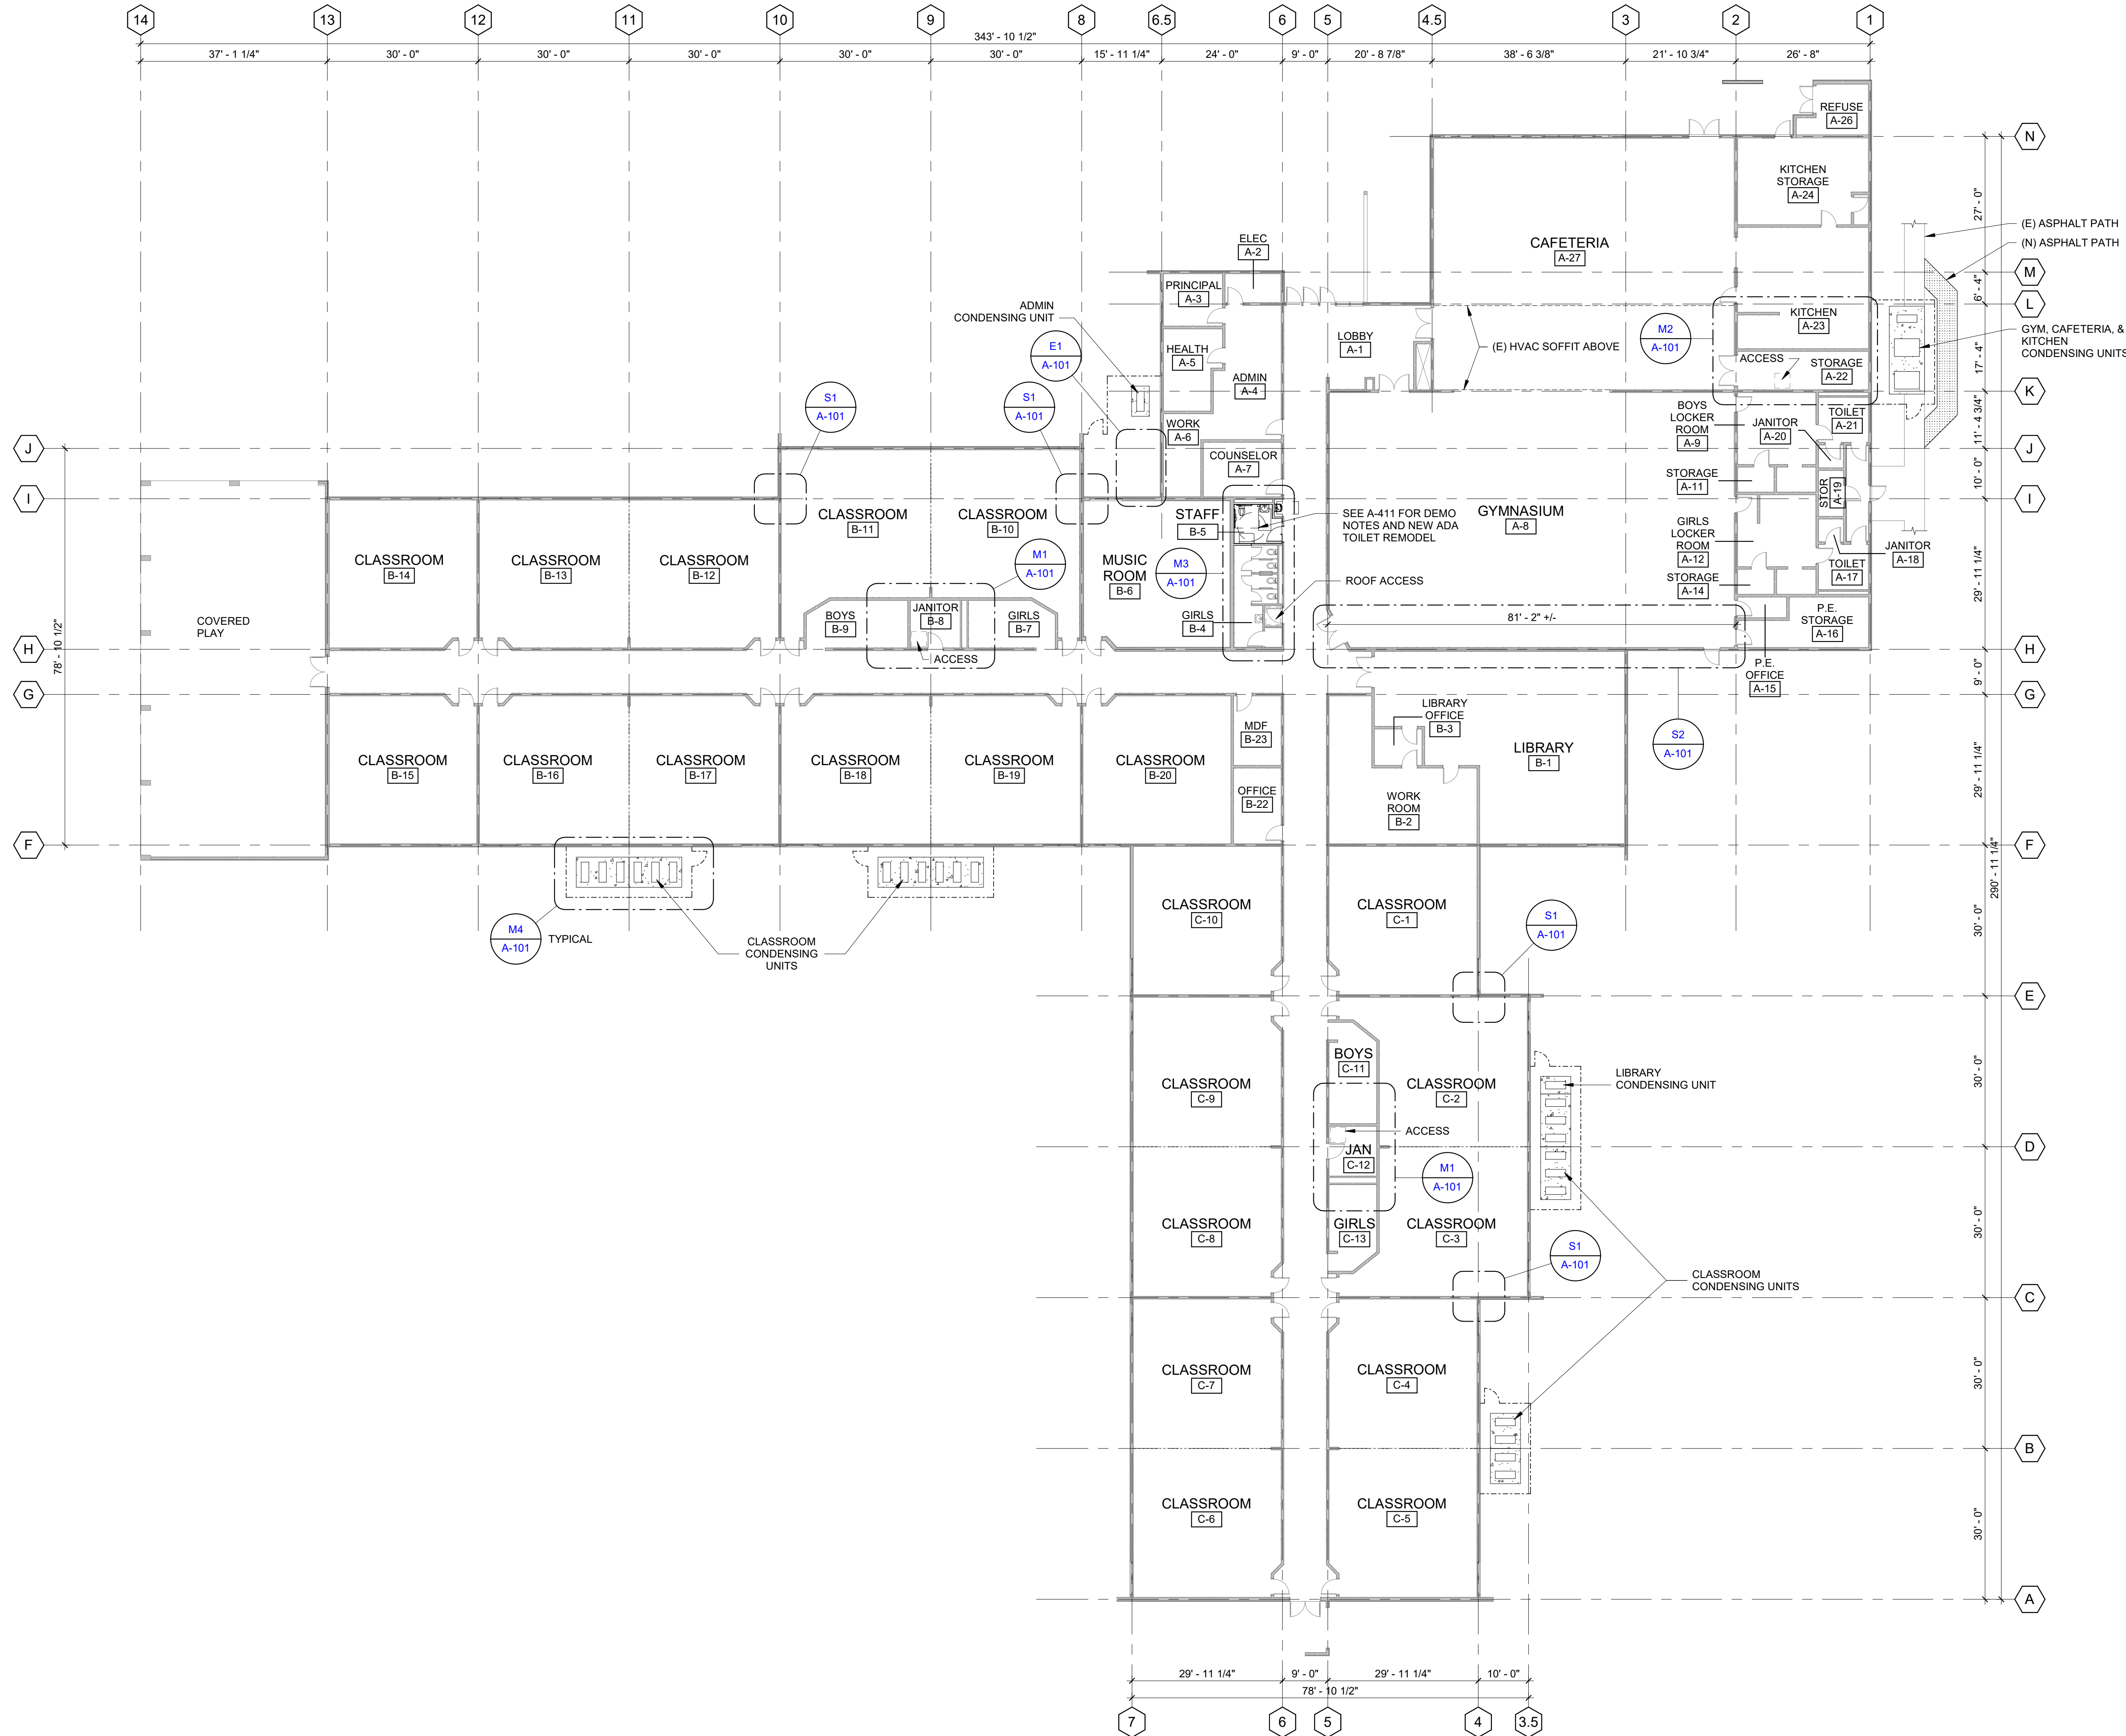 14
13
12
11
10
9
8
6.5
6
5
4.5
3
2
1
343' - 10 1/2"
37' - 1 1/4"
30' - 0"
30' - 0"
30' - 0"
30' - 0"
30' - 0"
15' - 11 1/4"
24' - 0"
9' - 0"
20' - 8 7/8"
38' - 6 3/8"
21' - 10 3/4"
26' - 8"
REFUSE
A-26
N
KITCHEN
STORAGE
A-24
27' - 0"
(E) ASPHALT PATH
(N) ASPHALT PATH
ELEC
A-2
CAFETERIA
A-27
M
PRINCIPAL
A-3
6' - 4"
L
ADMIN
CONDENSING UNIT
KITCHEN
A-23
GYM, CAFETERIA, &
KITCHEN
CONDENSING UNITS
M2
A-101
E1
A-101
HEALTH
A-5
LOBBY
A-1
(E) HVAC SOFFIT ABOVE
17' - 4"
ACCESS
STORAGE
A-22
ADMIN
A-4
K
S1
A-101
S1
A-101
BOYS
LOCKER
ROOM
A-9
JANITOR
A-20
TOILET
A-21
WORK
A-6
11' - 4 3/4"
J
J
COUNSELOR
A-7
STORAGE
A-11
STOR
A-19
10' - 0"
I
I
CLASSROOM
B-11
CLASSROOM
B-10
STAFF
B-5
SEE A-411 FOR DEMO
NOTES AND NEW ADA
TOILET REMODEL
GYMNASIUM
A-8
GIRLS
LOCKER
ROOM
A-12
JANITOR
A-18
M1
A-101
CLASSROOM
B-14
CLASSROOM
B-13
CLASSROOM
B-12
MUSIC
ROOM
B-6
M3
A-101
ROOF ACCESS
STORAGE
A-14
TOILET
A-17
29' - 11 1/4"
COVERED
PLAY
BOYS
B-9
JANITOR
B-8
GIRLS
B-7
GIRLS
B-4
81' - 2" +/-
P.E.
STORAGE
A-16
78' - 10 1/2"
H
ACCESS
H
P.E.
OFFICE
A-15
9' - 0"
G
G
LIBRARY
OFFICE
B-3
MDF
B-23
S2
A-101
CLASSROOM
B-15
CLASSROOM
B-16
CLASSROOM
B-17
CLASSROOM
B-18
CLASSROOM
B-19
CLASSROOM
B-20
LIBRARY
B-1
29' - 11 1/4"
OFFICE
B-22
WORK
ROOM
B-2
F
F
290' - 11 1/4"
CLASSROOM
C-10
CLASSROOM
C-1
30' - 0"
M4
A-101
TYPICAL
CLASSROOM
CONDENSING
UNITS
S1
A-101
E
BOYS
C-11
CLASSROOM
C-9
CLASSROOM
C-2
LIBRARY
CONDENSING UNIT
30' - 0"
ACCESS
JAN
C-12
M1
A-101
D
CLASSROOM
C-8
GIRLS
C-13
CLASSROOM
C-3
30' - 0"
S1
A-101
CLASSROOM
CONDENSING UNITS
C
CLASSROOM
C-7
CLASSROOM
C-4
30' - 0"
B
CLASSROOM
C-6
CLASSROOM
C-5
30' - 0"
A
29' - 11 1/4"
9' - 0"
29' - 11 1/4"
10' - 0"
78' - 10 1/2"
7
6
5
4
3.5